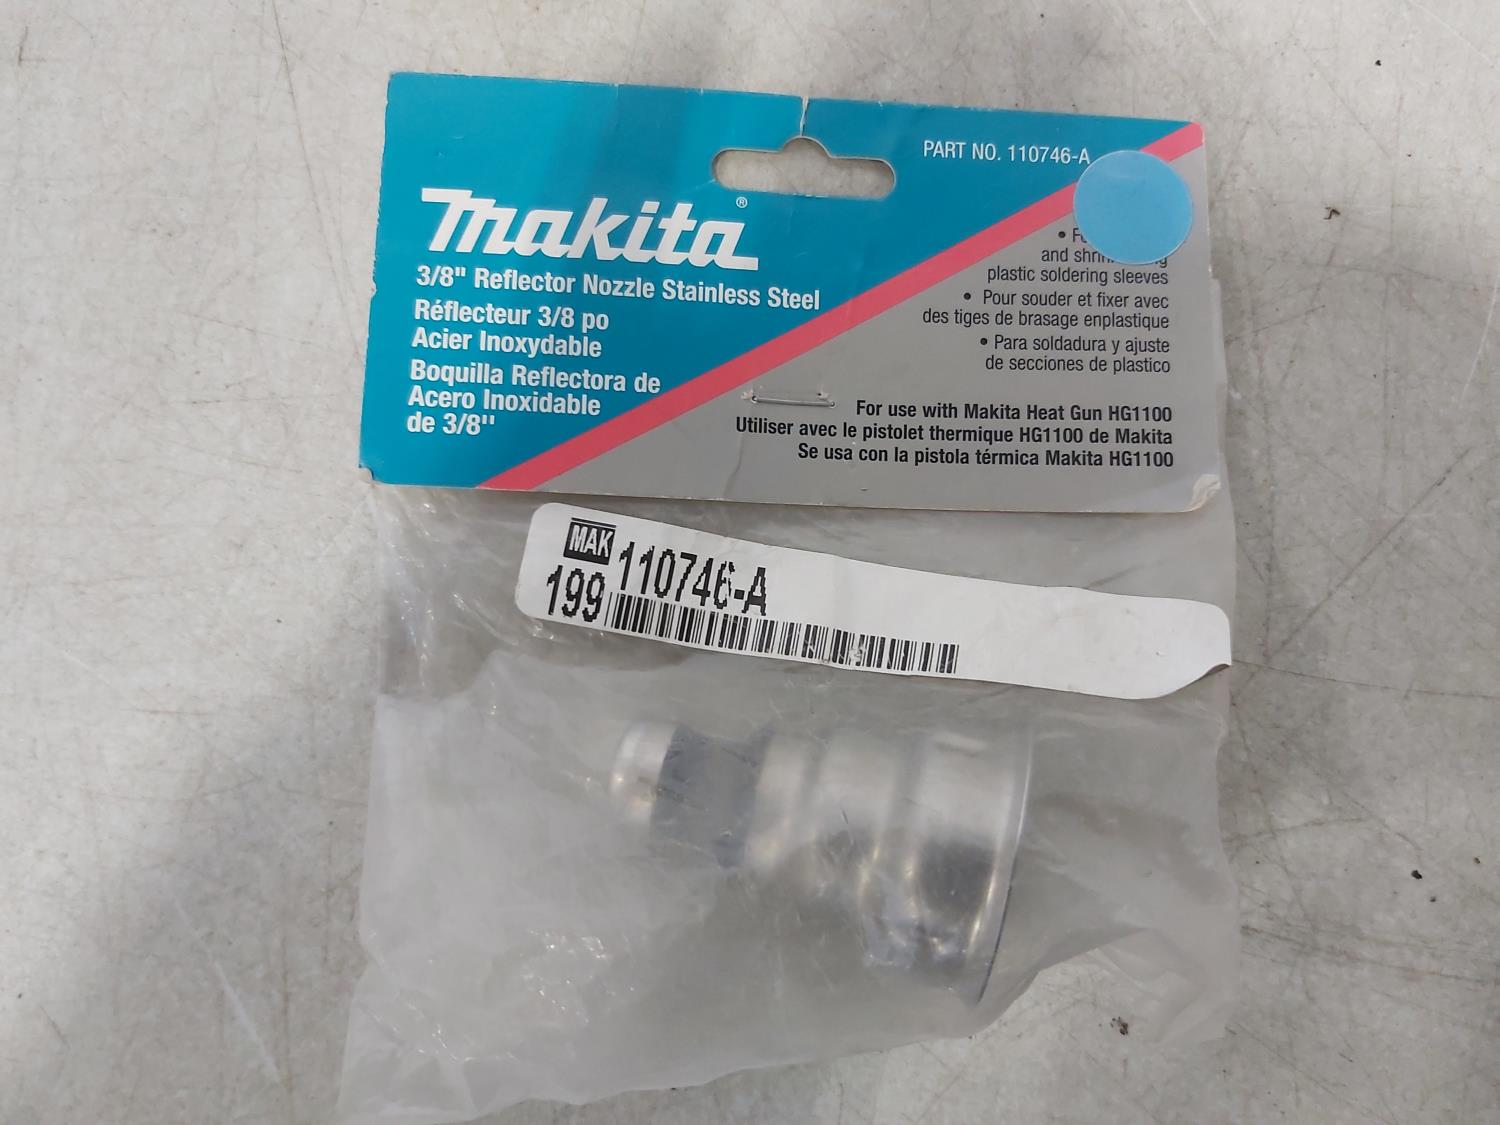 PART NO. 110746-A
makita®
3/8" Reflector Nozzle Stainless Steel
Réflecteur 3/8 po
Acier Inoxydable
Boquilla Reflectora de
Acero Inoxidable
de 3/8"
•
and
plastic soldering sleeves
• Pour souder et fixer avec
des tiges de brasage enplastique
• Para soldadura y ajuste
de secciones de plastico
For use with Makita Heat Gun HG1100
Utiliser avec le pistolet thermique HG1100 de Makita
Se usa con la pistola térmica Makita HG1100
MAK 110746-A
199